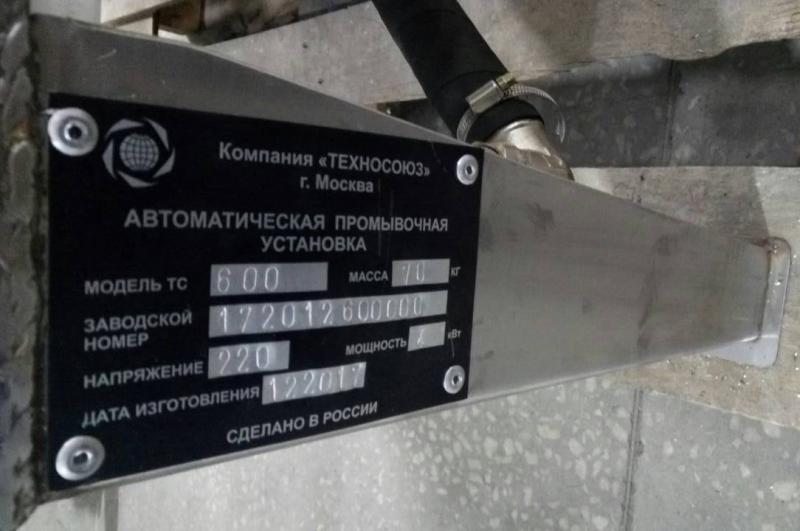 Компания «ТЕХНОСОЮЗ»
г. Москва
АВТОМАТИЧЕСКАЯ ПРОМЫВОЧНАЯ
УСТАНОВКА
МОДЕЛЬ ТС 600 МАССА 70 КГ
ЗАВОДСКОЙ
НОМЕР 172012600000
НАПРЯЖЕНИЕ 220 МОЩНОСТЬ кВт
ДАТА ИЗГОТОВЛЕНИЯ 122017
СДЕЛАНО В РОССИИ